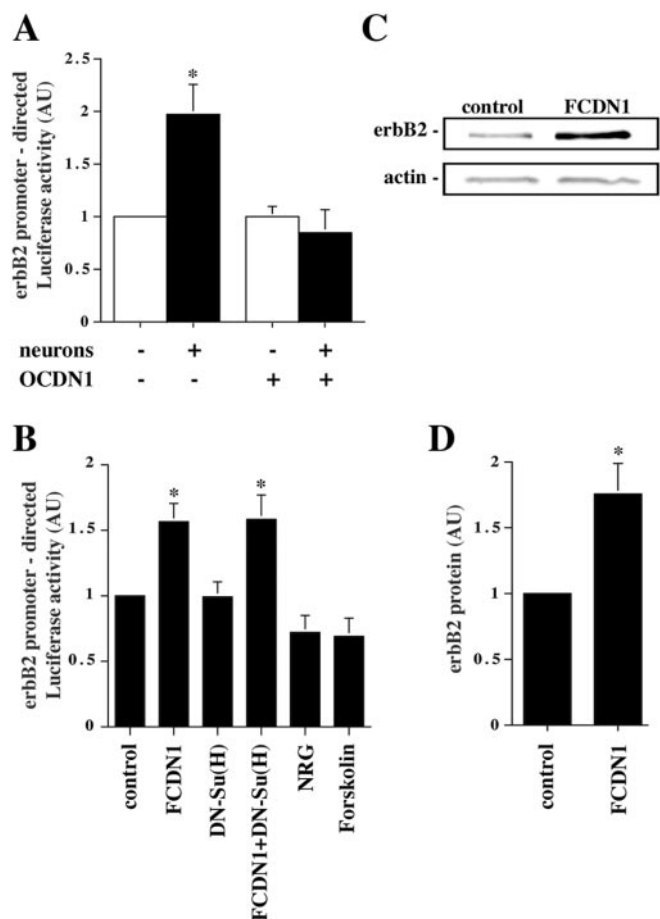 A
erbB2 promoter - directed
Luciferase activity (AU)
2.5
2
1.5
1
0.5
0
*
neurons - + - +
OCDN1 - - + +
B
erbB2 promoter - directed
Luciferase activity (AU)
2
1.5
1
0.5
0
* *
control
FCDN1
DN-Su(H)
FCDN1+DN-Su(H)
NRG
Forskolin
C
control FCDN1
erbB2 -
actin -
D
erbB2 protein (AU)
2
1.5
1
0.5
0
*
control
FCDN1